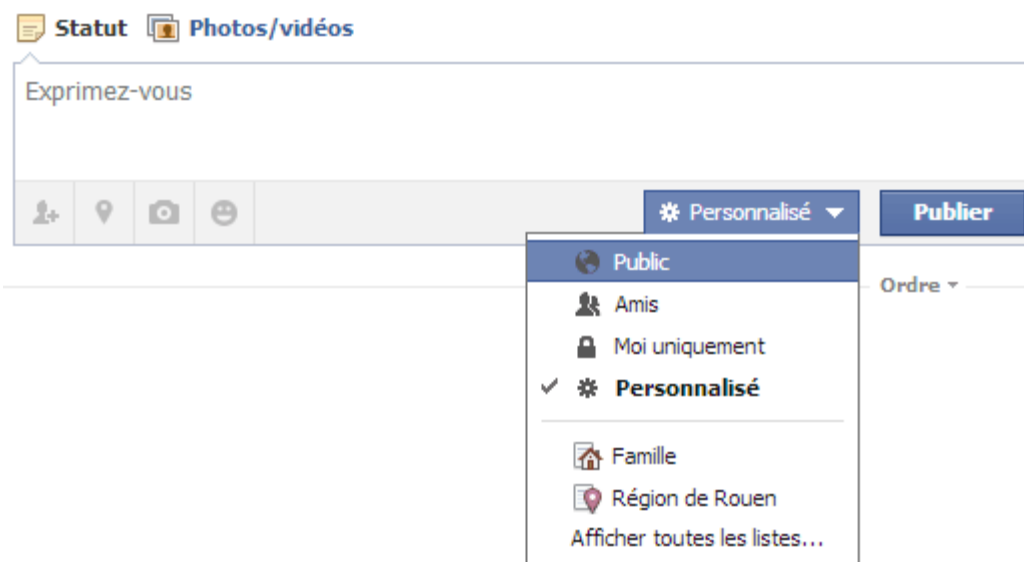 Statut Photos/vidéos
Exprimez-vous
Personnalisé Publier
Public
Ordre
Amis
Moi uniquement
Personnalisé
Famille
Région de Rouen
Afficher toutes les listes...